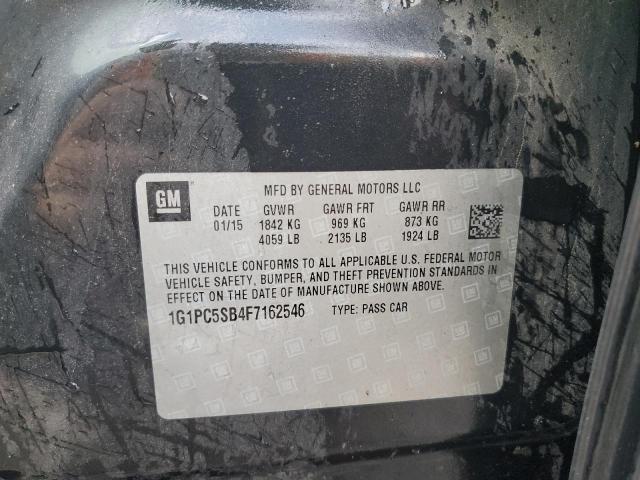 GM
MFD BY GENERAL MOTORS LLC
DATE GVWR GAWR FRT GAWR RR
01/15 1842 KG 969 KG 873 KG
4059 LB 2135 LB 1924 LB
THIS VEHICLE CONFORMS TO ALL APPLICABLE U.S. FEDERAL MOTOR
VEHICLE SAFETY, BUMPER, AND THEFT PREVENTION STANDARDS IN
EFFECT ON THE DATE OF MANUFACTURE SHOWN ABOVE.
1G1PC5SB4F7162546 TYPE: PASS CAR